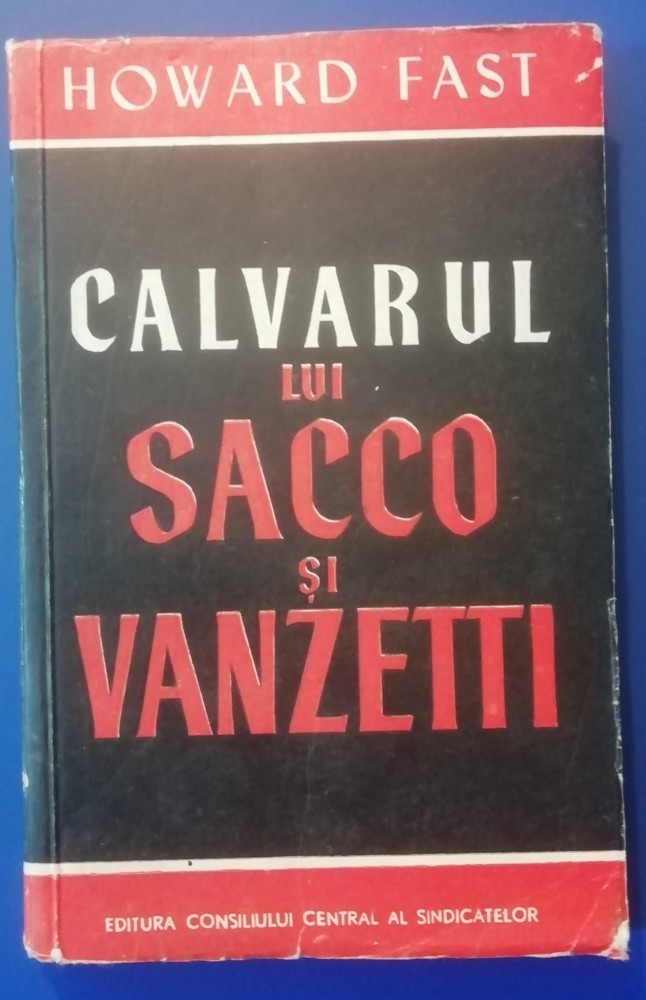 HOWARD FAST
CALVARUL
LUI
SACCO
ȘI
VANZETTI
EDITURA CONSILIULUI CENTRAL AL SINDICATELOR